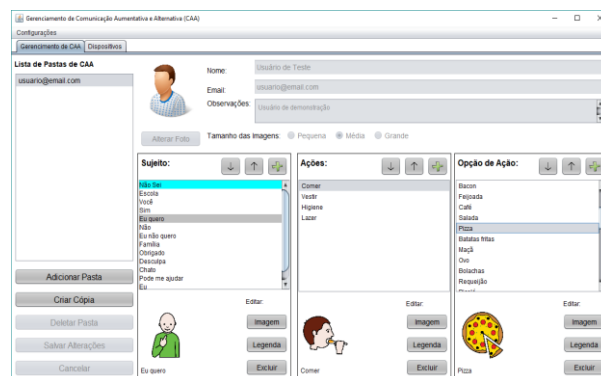 Gerenciamento de Comunicação Aumentativa e Alternativa (CAA)
Configurações
Gerencimento de CAA Dispositivos
Lista de Pastas de CAA
usuario@email.com
Adicionar Pasta
Criar Cópia
Deletar Pasta
Salvar Alterações
Cancelar
Alterar Foto
Nome: Usuário de Teste
Email: usuario@email.com
Observações: Usuário de demonstração
Tamanho das Imagens: Pequena Média Grande
Sujeito:
Não Sei
Escola
Você
Sim
Eu quero
Não
Eu não quero
Família
Obrigado
Desculpa
Chato
Pode me ajudar
Eu
Editar:
Imagem
Legenda
Excluir
Eu quero
Ações:
Comer
Vestir
Higiene
Lazer
Editar:
Imagem
Legenda
Excluir
Comer
Opção de Ação:
Bacon
Feijoada
Café
Salada
Pizza
Batatas fritas
Maçã
Ovo
Bolachas
Requeijão
Editar:
Imagem
Legenda
Excluir
Pizza